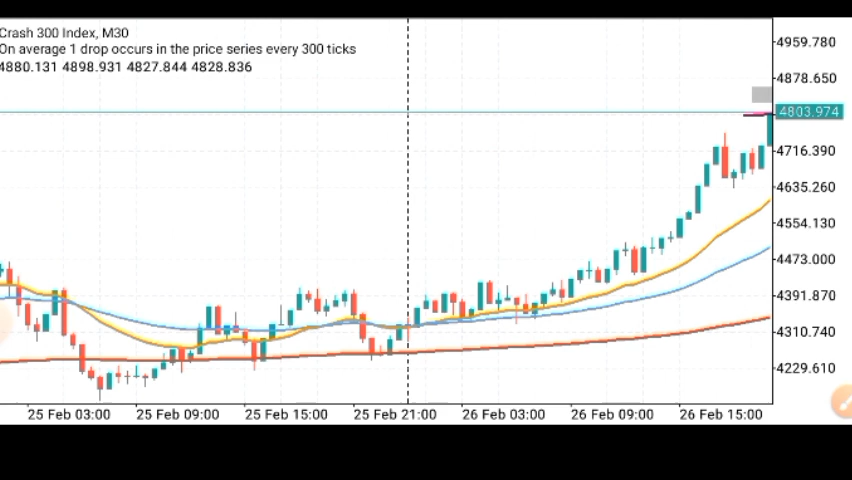 Crash 300 Index, M30
On average 1 drop occurs in the price series every 300 ticks
4880.131 4898.931 4827.844 4828.836
4959.780
4878.650
4803.974
4716.390
4635.260
4554.130
4473.000
4391.870
4310.740
4229.610
25 Feb 03:00 25 Feb 09:00 25 Feb 15:00 25 Feb 21:00 26 Feb 03:00 26 Feb 09:00 26 Feb 15:00